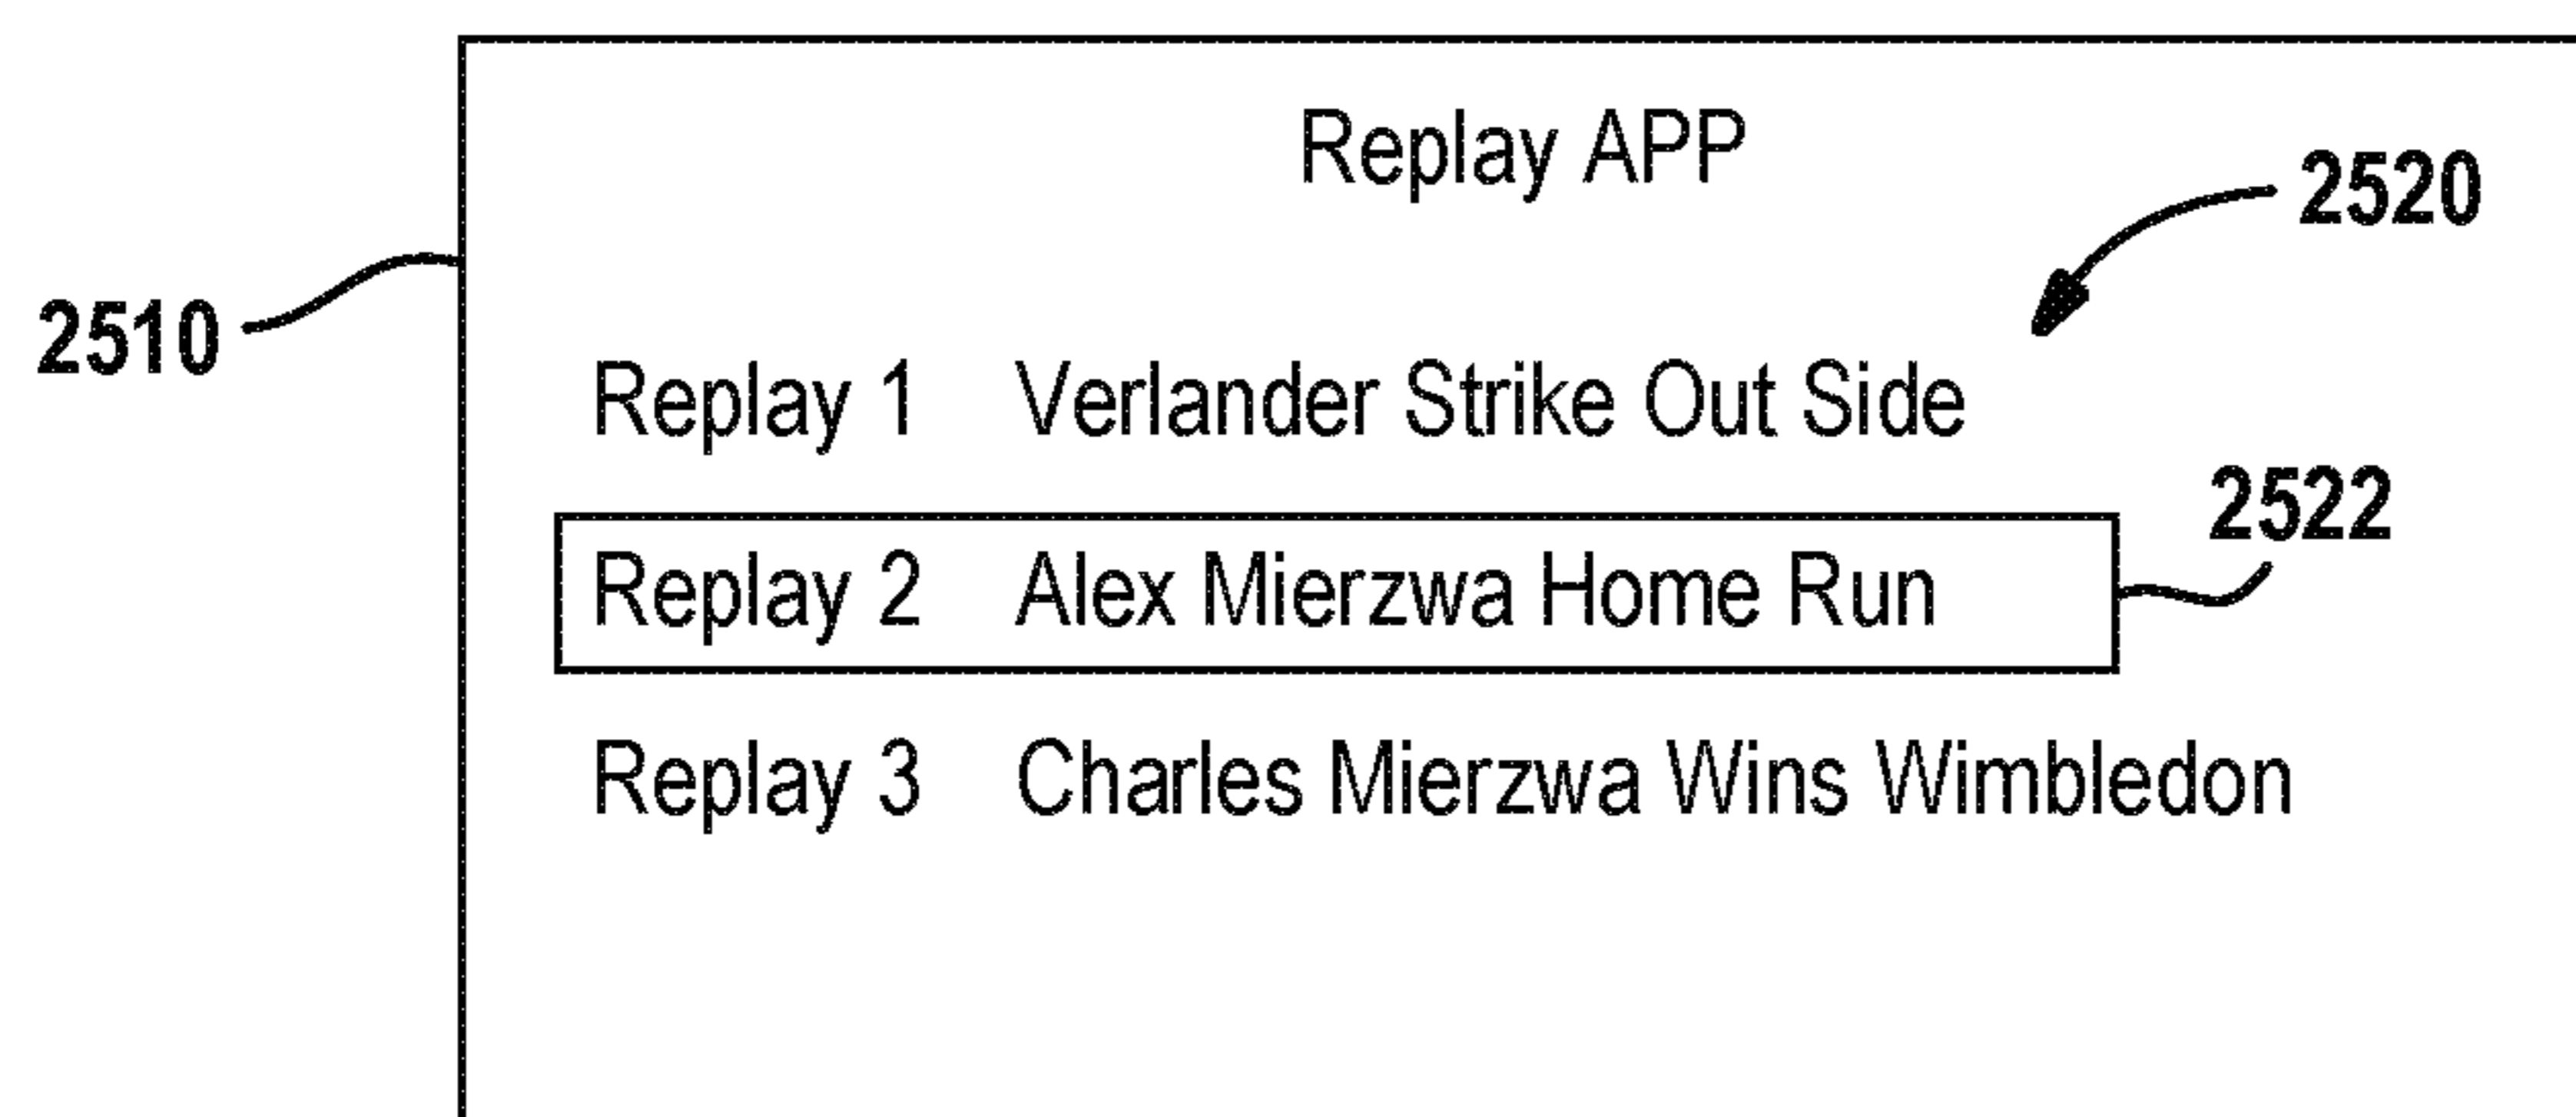 Replay APP
2520
2510
Replay 1 Verlander Strike Out Side
2522
Replay 2 Alex Mierzwa Home Run
Replay 3 Charles Mierzwa Wins Wimbledon